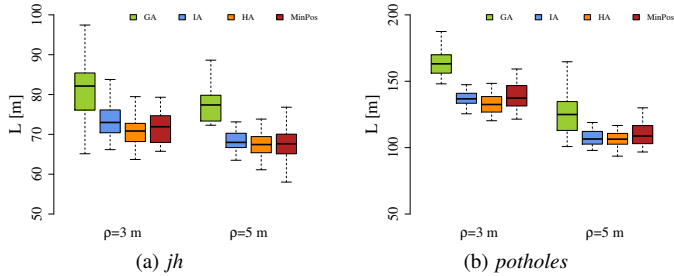 GA IA HA MinPos
L [m]
100
90
80
70
60
50
ρ=3 m ρ=5 m
(a) jh
GA IA HA MinPos
L [m]
200
150
100
50
ρ=3 m ρ=5 m
(b) potholes